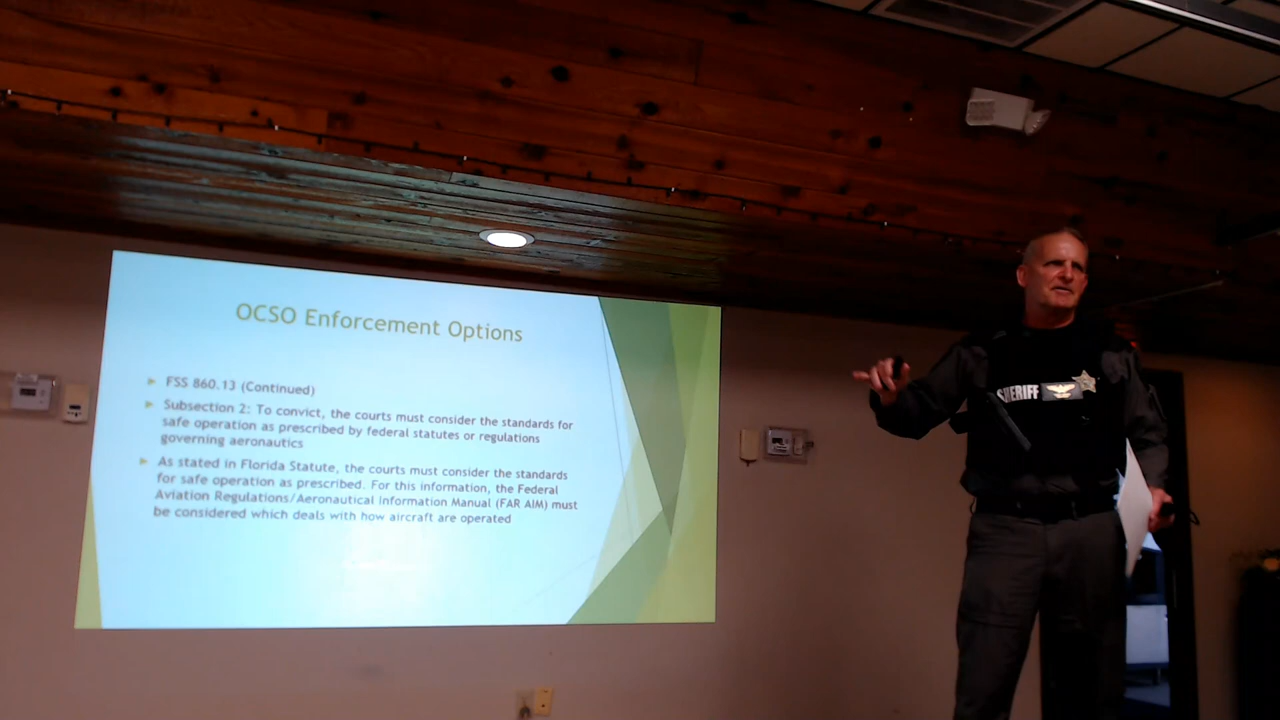 OCSO Enforcement Options
FSS 860.13 (Continued)
Subsection 2: To convict, the courts must consider the standards for
safe operation as prescribed by federal statutes or regulations
governing aeronautics
As stated in Florida Statute, the courts must consider the standards
for safe operation as prescribed. For this information, the Federal
Aviation Regulations/Aeronautical Information Manual (FAR AIM) must
be considered which deals with how aircraft are operated
SHERIFF